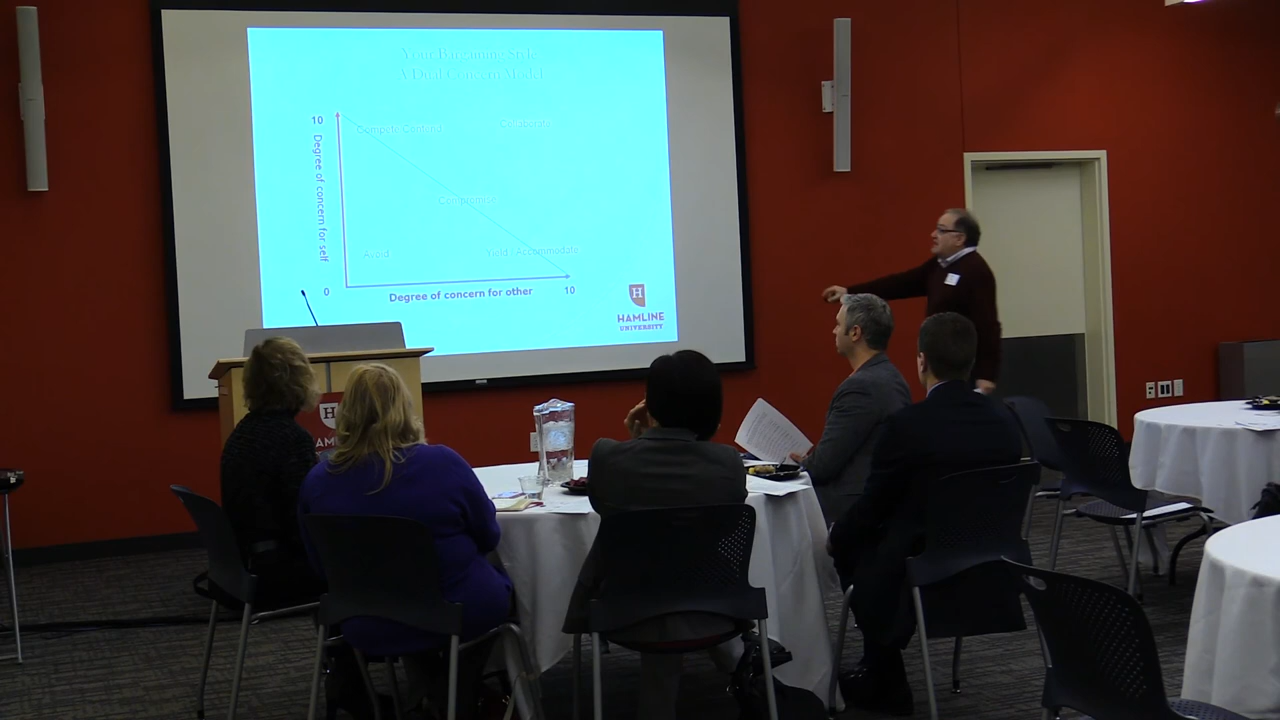 Your Bargaining Style
A Dual Concern Model
10
Compete/Contend
Collaborate
Degree of concern for self
Compromise
Avoid
Yield / Accommodate
0
Degree of concern for other
10
H
HAMLINE
UNIVERSITY
H